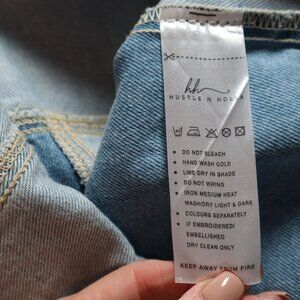 hh
HUSTLE N HOLLA
• DO NOT BLEACH
• HAND WASH COLD
• LINE DRY IN SHADE
• DO NOT WRING
• IRON MEDIUM HEAT
WASH/DRY LIGHT & DARK
• COLOURS SEPARATELY
• IF EMBROIDERED/
EMBELLISHED
DRY CLEAN ONLY
KEEP AWAY FROM FIRE